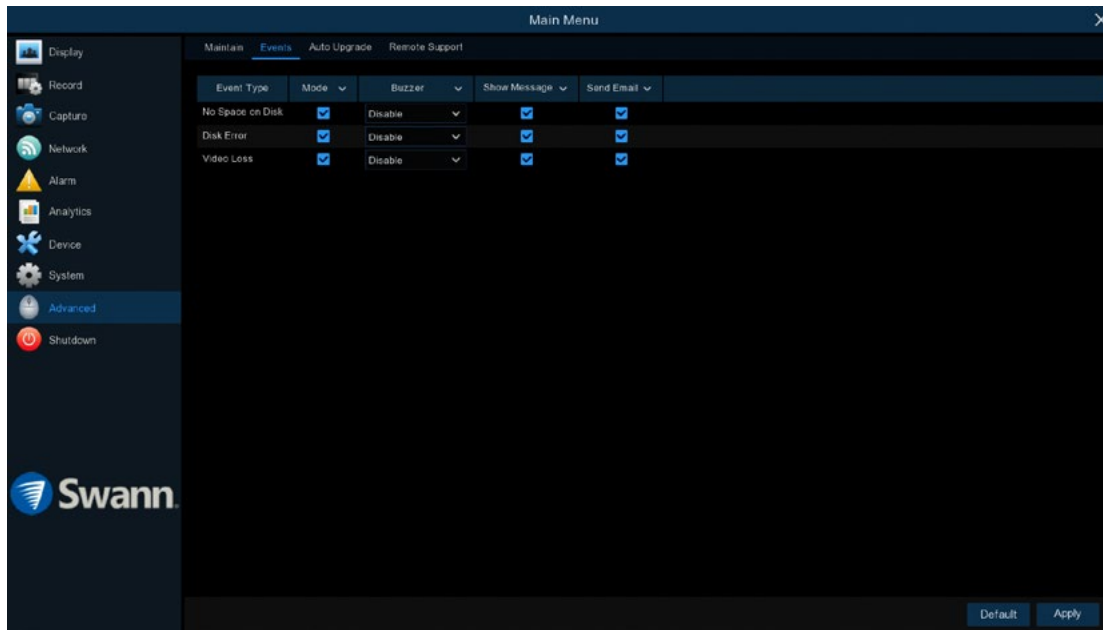 Main Menu
Display
Record
Capture
Network
Alarm
Analytics
Device
System
Advanced
Shutdown
Swann
Maintain Events Auto Upgrade Remote Support
Event Type Mode Buzzer Show Message Send Email
No Space on Disk Disable
Disk Error Disable
Video Loss Disable
Default Apply